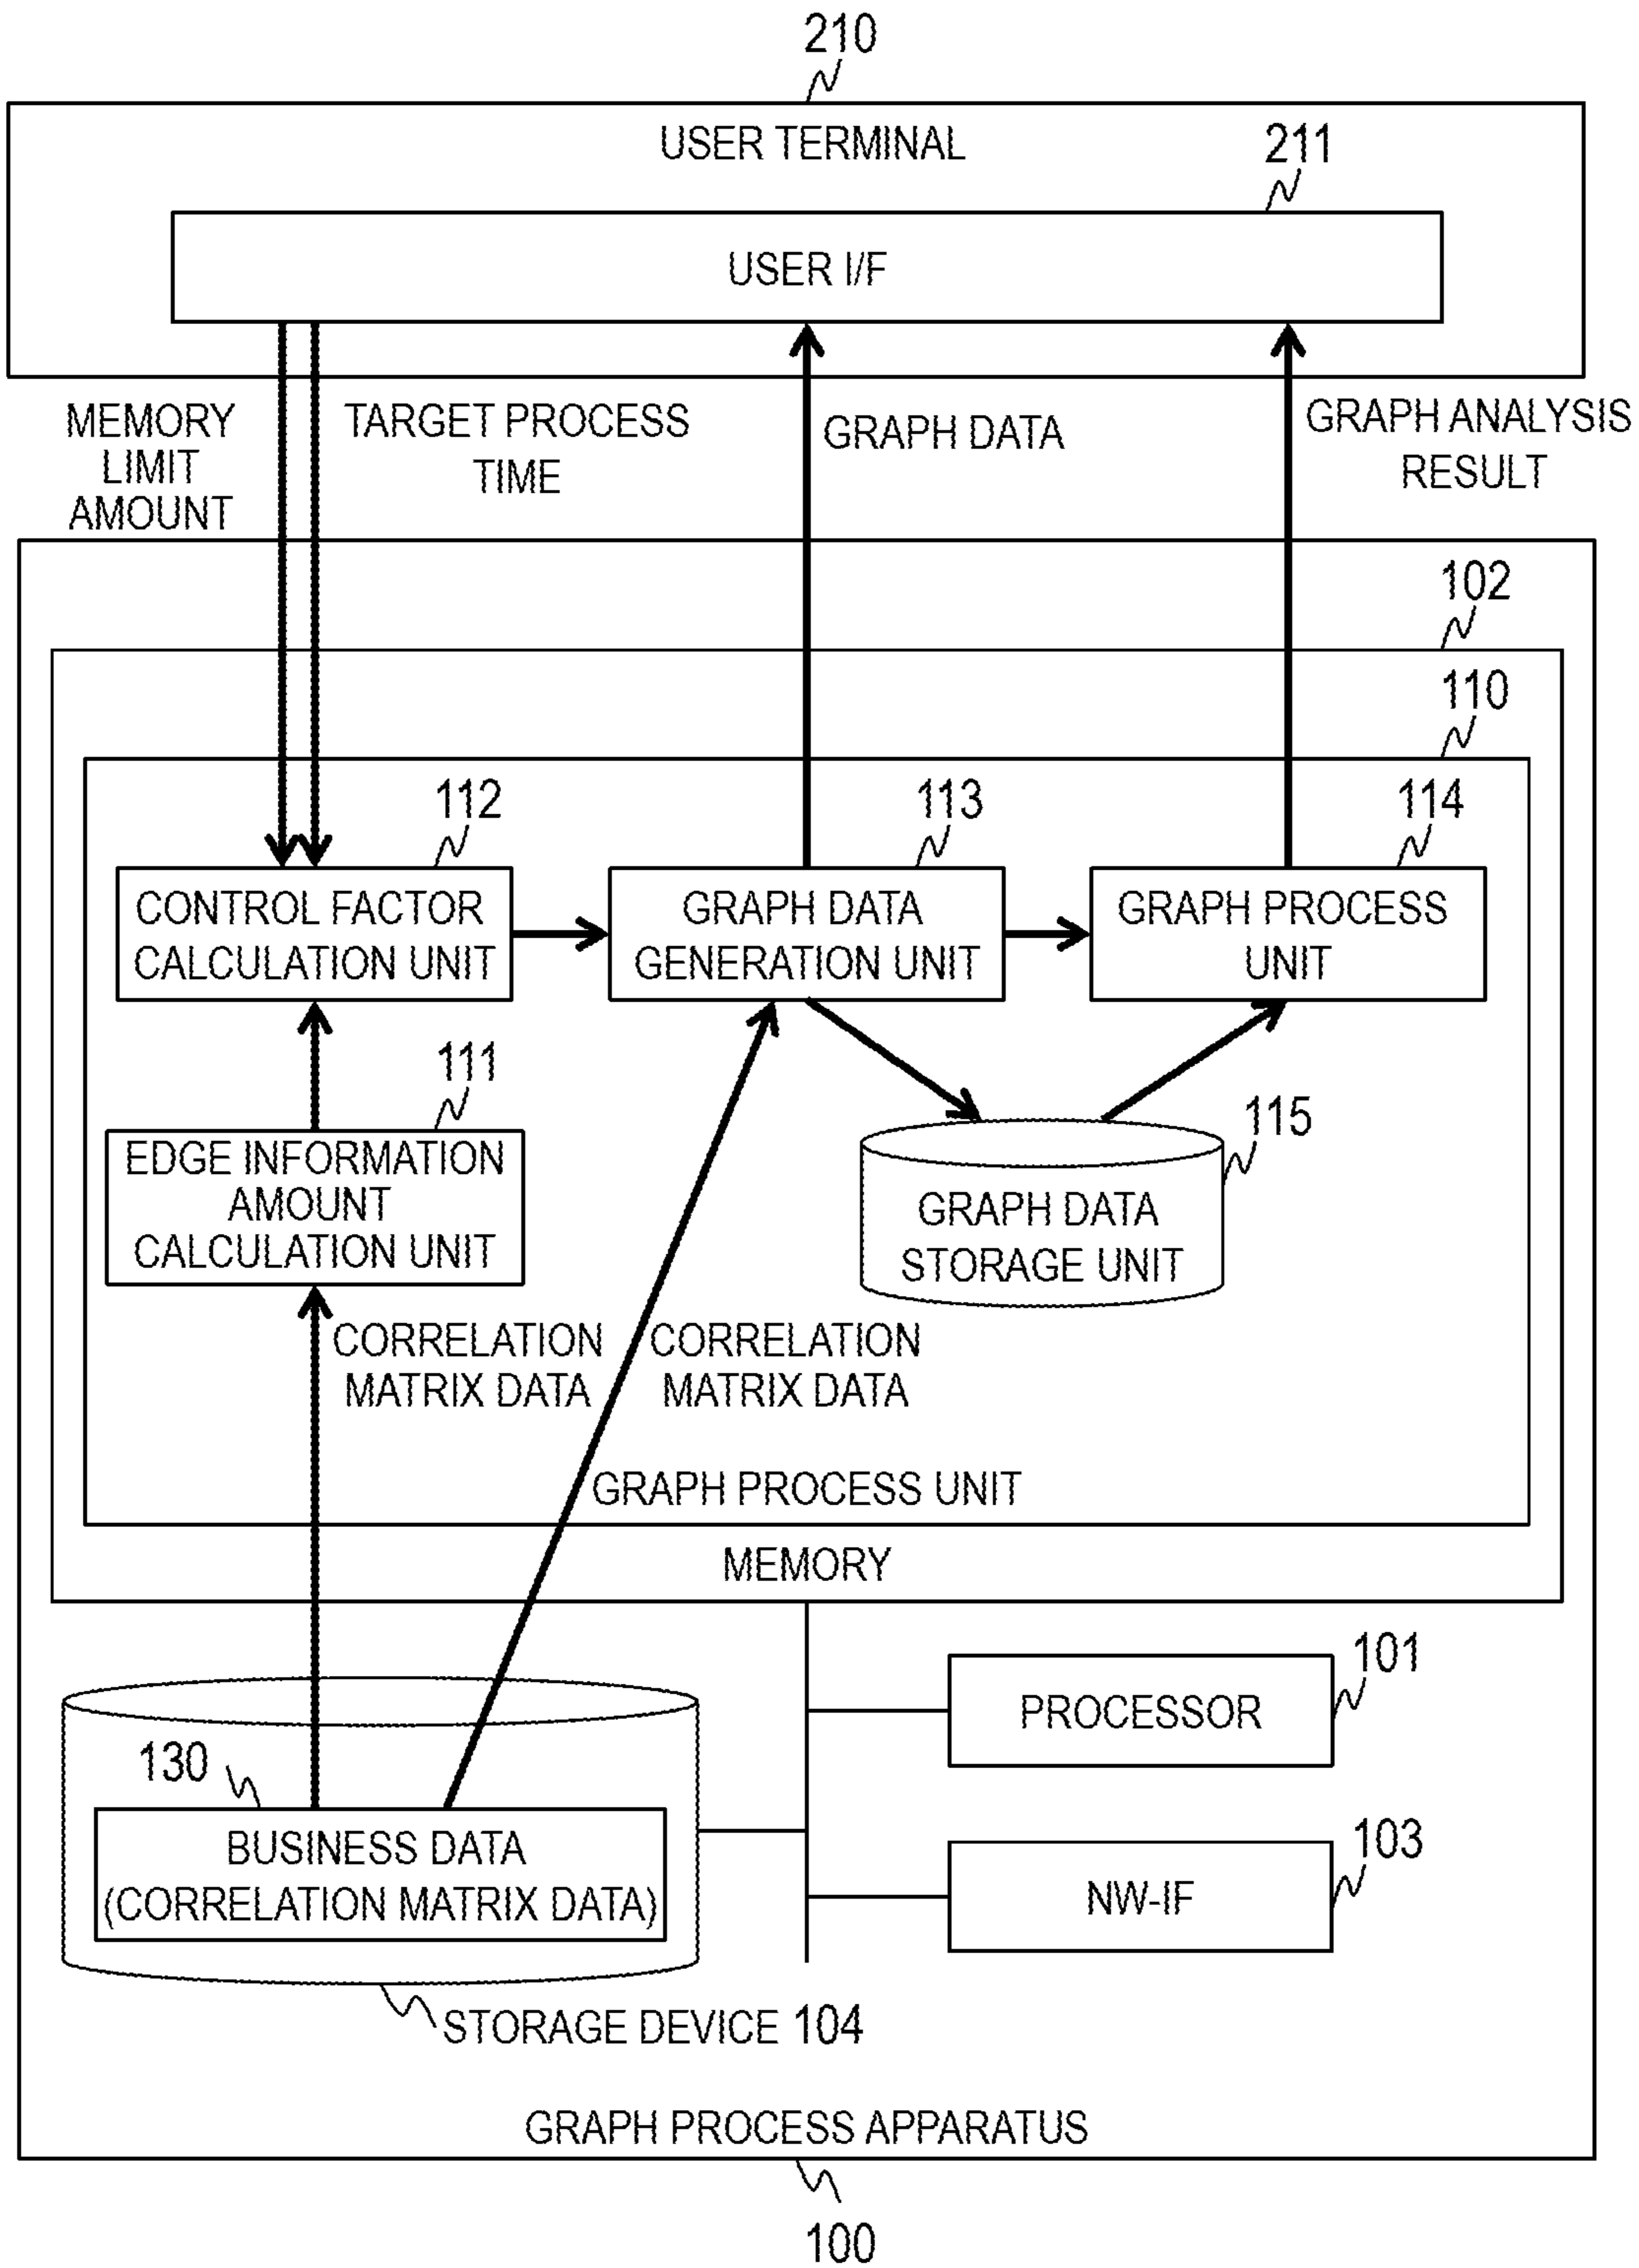 210
USER TERMINAL
211
USER I/F
MEMORY
LIMIT
AMOUNT
TARGET PROCESS
TIME
GRAPH DATA
GRAPH ANALYSIS
RESULT
102
110
112
113
114
CONTROL FACTOR
CALCULATION UNIT
GRAPH DATA
GENERATION UNIT
GRAPH PROCESS
UNIT
111
EDGE INFORMATION
AMOUNT
CALCULATION UNIT
115
GRAPH DATA
STORAGE UNIT
CORRELATION
MATRIX DATA
CORRELATION
MATRIX DATA
GRAPH PROCESS UNIT
MEMORY
101
PROCESSOR
130
BUSINESS DATA
(CORRELATION MATRIX DATA)
103
NW-IF
STORAGE DEVICE 104
GRAPH PROCESS APPARATUS
100